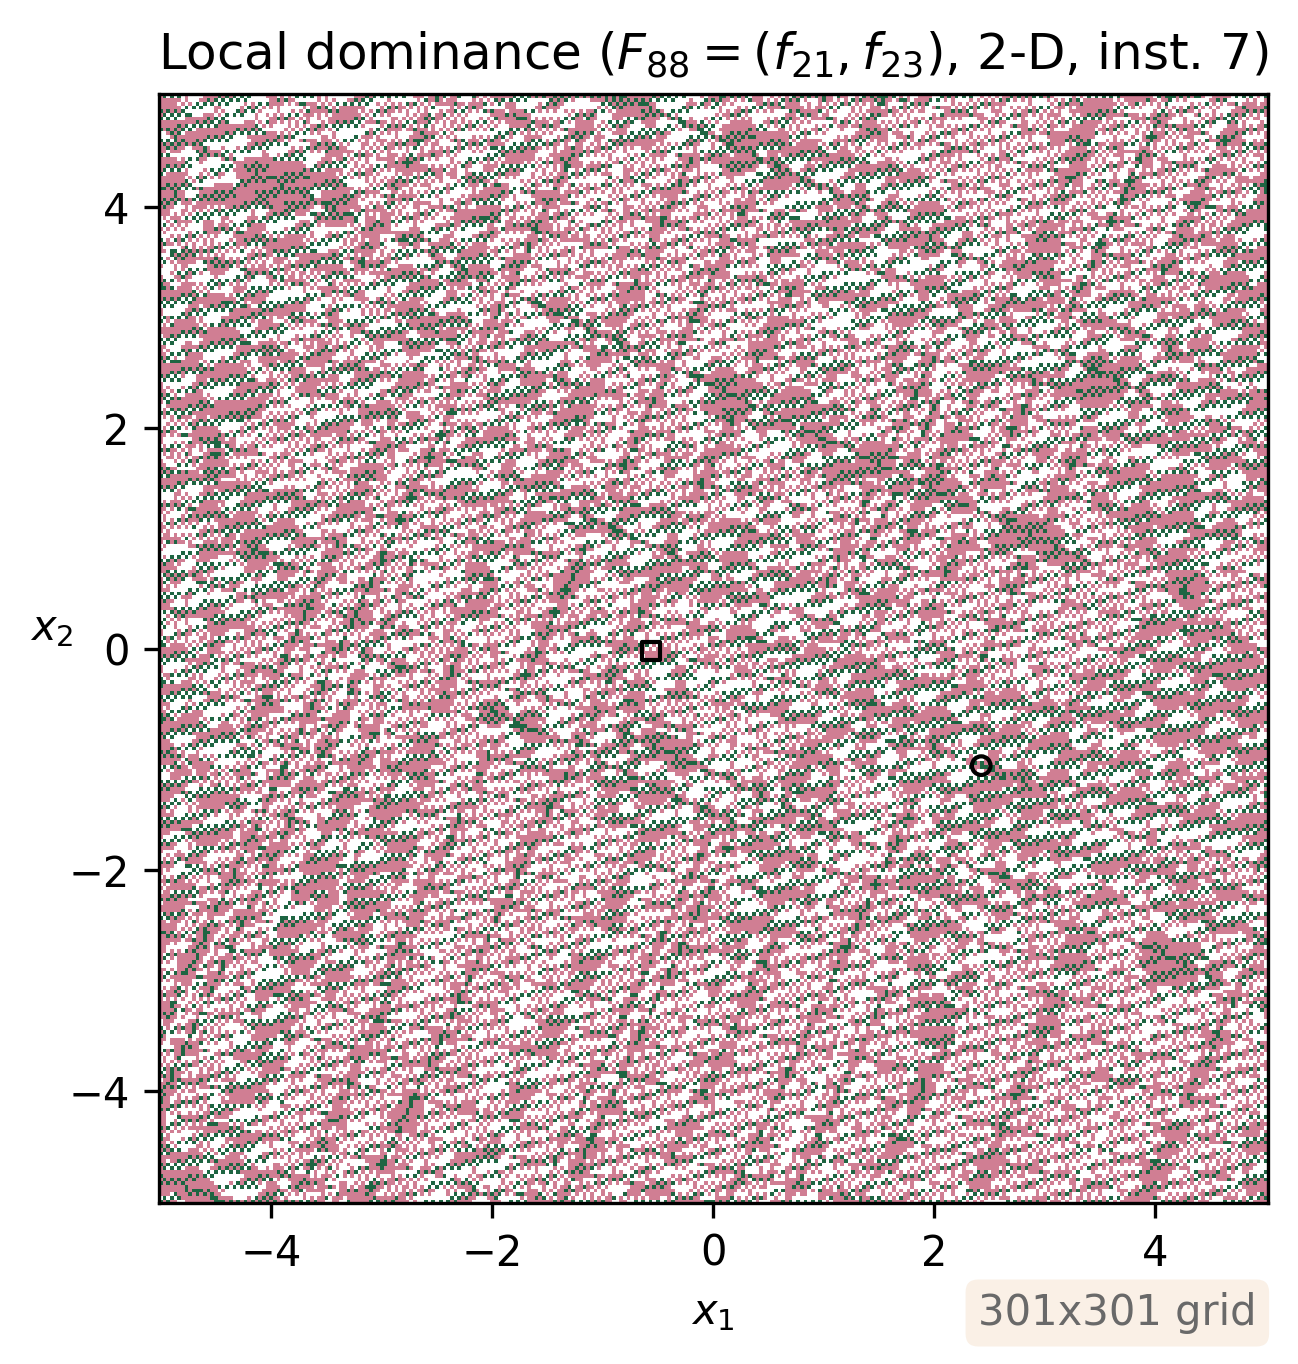 Local dominance (F₈₈ = (f₂₁, f₂₃), 2-D, inst. 7)
4
2
x₂
0
−2
−4
−4 −2 0 2 4
x₁
301x301 grid